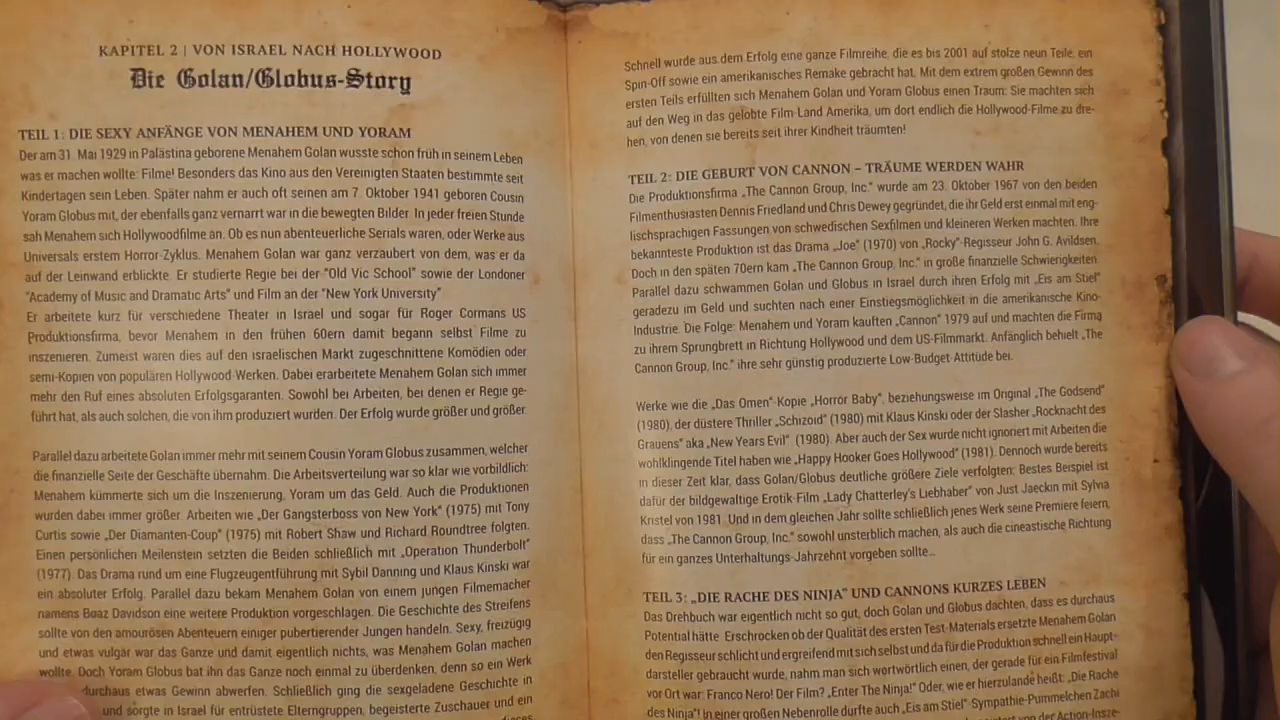 KAPITEL 2 | VON ISRAEL NACH HOLLYWOOD
Die Golan/Globus-Story
TEIL 1: DIE SEXY ANFÄNGE VON MENAHEM UND YORAM
Der am 31. Mai 1929 in Palästina geborene Menahem Golan wusste schon früh in seinem Leben
was er machen wollte: Filme! Besonders das Kino aus den Vereinigten Staaten bestimmte seit
Kindertagen sein Leben. Später nahm er auch oft seinen am 7. Oktober 1941 geboren Cousin
Yoram Globus mit, der ebenfalls ganz vernarrt war in die bewegten Bilder. In jeder freien Stunde
sah Menahem sich Hollywoodfilme an. Ob es nun abenteuerliche Serials waren, oder Werke aus
Universals erstem Horror-Zyklus. Menahem Golan war ganz verzaubert von dem, was er da
auf der Leinwand erblickte. Er studierte Regie bei der "Old Vic School" sowie der Londoner
"Academy of Music and Dramatic Arts" und Film an der "New York University"
Er arbeitete kurz für verschiedene Theater in Israel und sogar für Roger Cormans US
Produktionsfirma, bevor Menahem in den frühen 60ern damit begann selbst Filme zu
inszenieren. Zumeist waren dies auf den israelischen Markt zugeschnittene Komödien oder
semi-Kopien von populären Hollywood-Werken. Dabei erarbeitete Menahem Golan sich immer
mehr den Ruf eines absoluten Erfolgsgaranten. Sowohl bei Arbeiten, bei denen er Regie ge-
führt hat, als auch solchen, die von ihm produziert wurden. Der Erfolg wurde größer und größer.
Parallel dazu arbeitete Golan immer mehr mit seinem Cousin Yoram Globus zusammen, welcher
die finanzielle Seite der Geschäfte übernahm. Die Arbeitsverteilung war so klar wie vorbildlich:
Menahem kümmerte sich um die Inszenierung, Yoram um das Geld. Auch die Produktionen
wurden dabei immer größer. Arbeiten wie „Der Gangsterboss von New York" (1975) mit Tony
Curtis sowie „Der Diamanten-Coup" (1975) mit Robert Shaw und Richard Roundtree folgten.
Einen persönlichen Meilenstein setzten die Beiden schließlich mit „Operation Thunderbolt"
(1977). Das Drama rund um eine Flugzeugentführung mit Sybil Danning und Klaus Kinski war
ein absoluter Erfolg. Parallel dazu bekam Menahem Golan von einem jungen Filmemacher
namens Boaz Davidson eine weitere Produktion vorgeschlagen. Die Geschichte des Streifens
sollte von den amourösen Abenteuern einiger pubertierender Jungen handeln. Sexy, freizügig
und etwas vulgär war das Ganze und damit eigentlich nichts, was Menahem Golan machen
wollte. Doch Yoram Globus bat ihn das Ganze noch einmal zu überdenken, denn so ein Werk
durchaus etwas Gewinn abwerfen. Schließlich ging die sexgeladene Geschichte in
und sorgte in Israel für entrüstete Elterngruppen, begeisterte Zuschauer und ein
Schnell wurde aus dem Erfolg eine ganze Filmreihe, die es bis 2001 auf stolze neun Teile, ein
Spin-Off sowie ein amerikanisches Remake gebracht hat. Mit dem extrem großen Gewinn des
ersten Teils erfüllten sich Menahem Golan und Yoram Globus einen Traum: Sie machten sich
auf den Weg in das gelobte Film-Land Amerika, um dort endlich die Hollywood-Filme zu dre-
hen, von denen sie bereits seit ihrer Kindheit träumten!
TEIL 2: DIE GEBURT VON CANNON – TRÄUME WERDEN WAHR
Die Produktionsfirma „The Cannon Group, Inc." wurde am 23. Oktober 1967 von den beiden
Filmenthusiasten Dennis Friedland und Chris Dewey gegründet, die ihr Geld erst einmal mit eng-
lischsprachigen Fassungen von schwedischen Sexfilmen und kleineren Werken machten. Ihre
bekannteste Produktion ist das Drama „Joe" (1970) von „Rocky"-Regisseur John G. Avildsen.
Doch in den späten 70ern kam „The Cannon Group, Inc." in große finanzielle Schwierigkeiten.
Parallel dazu schwammen Golan und Globus in Israel durch ihren Erfolg mit „Eis am Stiel"
geradezu im Geld und suchten nach einer Einstiegsmöglichkeit in die amerikanische Kino-
Industrie. Die Folge: Menahem und Yoram kauften „Cannon" 1979 auf und machten die Firma
zu ihrem Sprungbrett in Richtung Hollywood und dem US-Filmmarkt. Anfänglich behielt „The
Cannon Group, Inc." ihre sehr günstig produzierte Low-Budget-Attitüde bei.
Werke wie die „Das Omen"-Kopie „Horror Baby", beziehungsweise im Original „The Godsend"
(1980), der düstere Thriller „Schizoid" (1980) mit Klaus Kinski oder der Slasher „Rocknacht des
Grauens" aka „New Years Evil" (1980). Aber auch der Sex wurde nicht ignoriert mit Arbeiten die
wohlklingende Titel haben wie „Happy Hooker Goes Hollywood" (1981). Dennoch wurde bereits
in dieser Zeit klar, dass Golan/Globus deutliche größere Ziele verfolgten: Bestes Beispiel ist
dafür der bildgewaltige Erotik-Film „Lady Chatterley's Liebhaber" von Just Jaeckin mit Sylvia
Kristel von 1981. Und in dem gleichen Jahr sollte schließlich jenes Werk seine Premiere feiern,
dass „The Cannon Group, Inc." sowohl unsterblich machen, als auch die cineastische Richtung
für ein ganzes Unterhaltungs-Jahrzehnt vorgeben sollte...
TEIL 3: „DIE RACHE DES NINJA" UND CANNONS KURZES LEBEN
Das Drehbuch war eigentlich nicht so gut, doch Golan und Globus dachten, dass es durchaus
Potential hätte. Erschrocken ob der Qualität des ersten Test-Materials ersetzte Menahem Golan
den Regisseur schlicht und ergreifend mit sich selbst und da für die Produktion schnell ein Haupt-
darsteller gebraucht wurde, nahm man sich wortwörtlich einen, der gerade für ein Filmfestival
vor Ort war: Franco Nero! Der Film? „Enter The Ninja!" Oder, wie er hierzulande heißt: „Die Rache
des Ninja"! In einer großen Nebenrolle durfte auch „Eis am Stiel"-Sympathie-Pummelchen Zachi
von der Action-Insze-